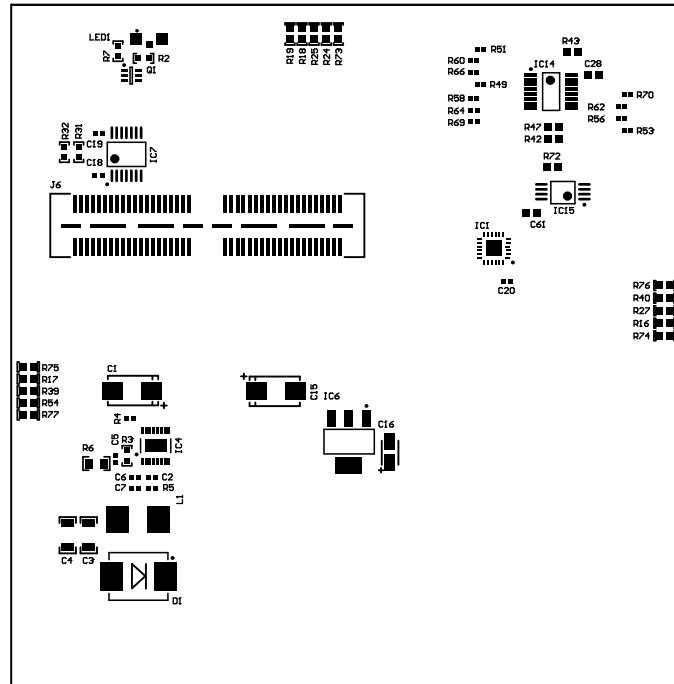 LED1
R7
R2
Q1
R19
R18
R25
R24
R73
R51
R60
R66
R49
R58
R64
R69
R43
IC14
C28
R70
R62
R56
R53
R47
R42
R72
IC15
C61
R32
R31
C19
C18
IC7
J6
IC1
C20
R76
R40
R27
R16
R74
R75
R17
R39
R54
R77
C1
+
+
C15
IC6
C16
+
R4
R6
C5
R3
IC4
C6
C2
C7
R5
L1
C4
C3
D1